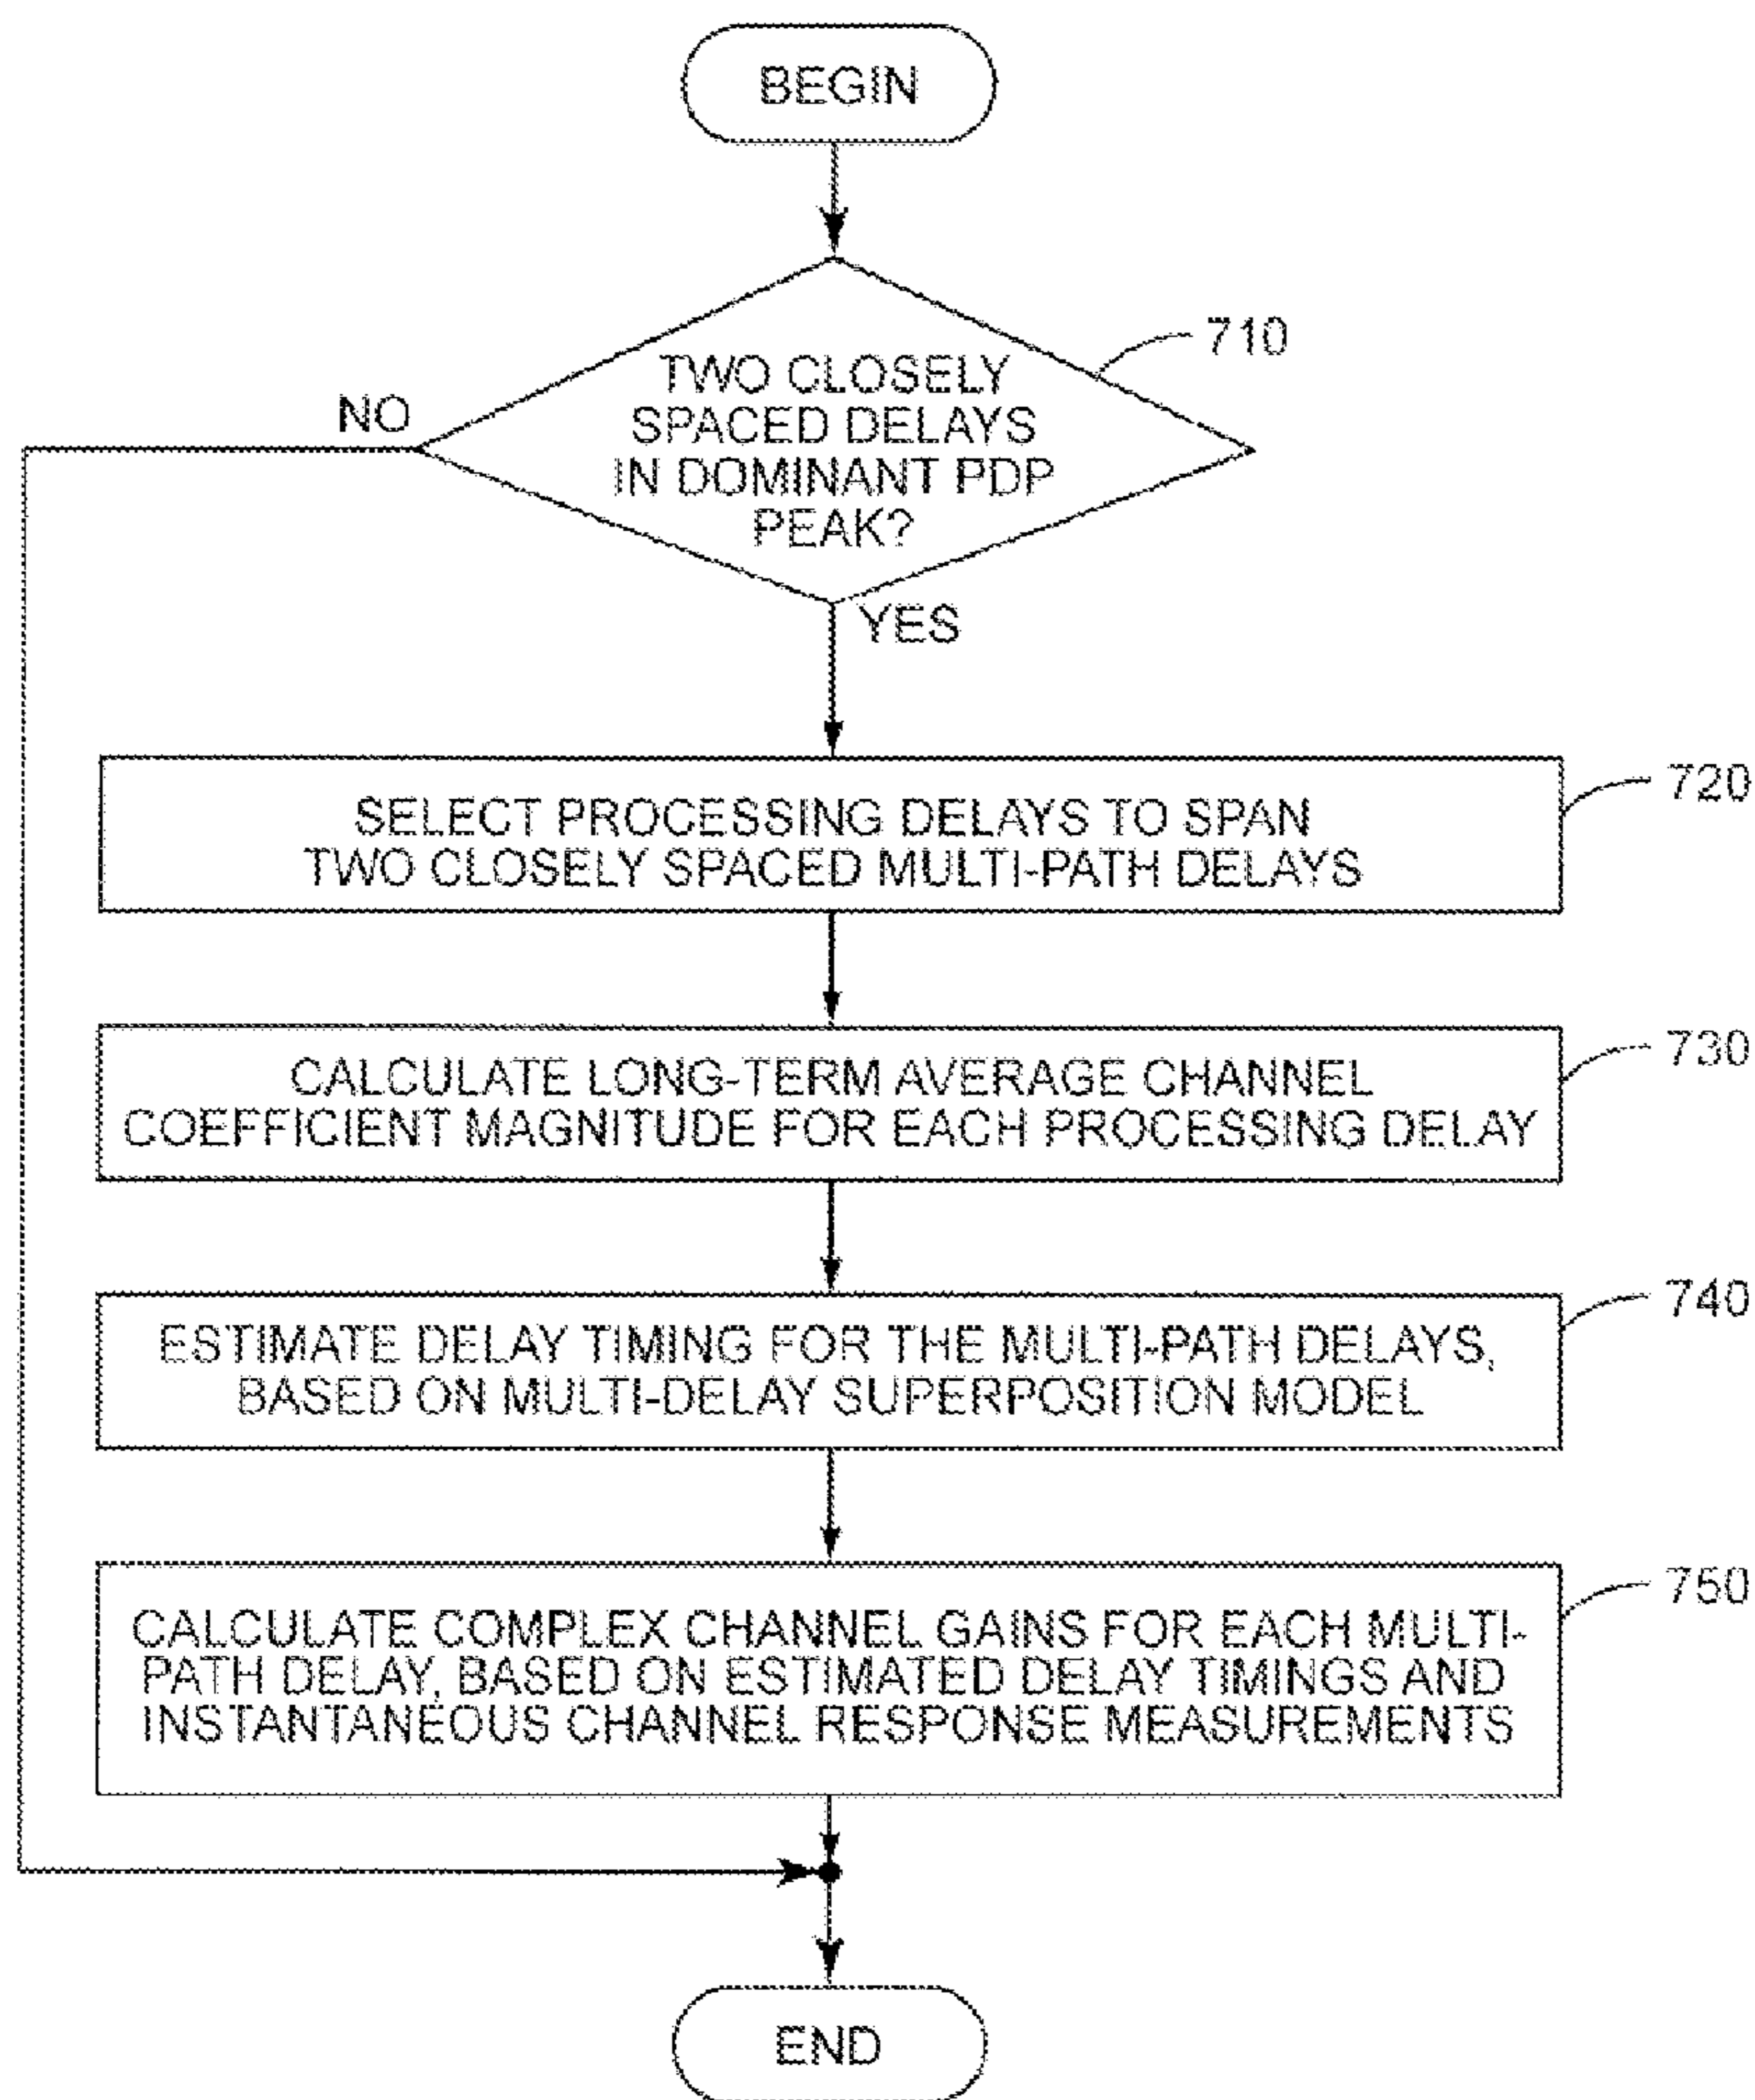 BEGIN
710
TWO CLOSELY
SPACED DELAYS
IN DOMINANT PDP
PEAK?
NO
YES
720
SELECT PROCESSING DELAYS TO SPAN
TWO CLOSELY SPACED MULTI-PATH DELAYS
730
CALCULATE LONG-TERM AVERAGE CHANNEL
COEFFICIENT MAGNITUDE FOR EACH PROCESSING DELAY
740
ESTIMATE DELAY TIMING FOR THE MULTI-PATH DELAYS,
BASED ON MULTI-DELAY SUPERPOSITION MODEL
750
CALCULATE COMPLEX CHANNEL GAINS FOR EACH MULTI-
PATH DELAY, BASED ON ESTIMATED DELAY TIMINGS AND
INSTANTANEOUS CHANNEL RESPONSE MEASUREMENTS
END